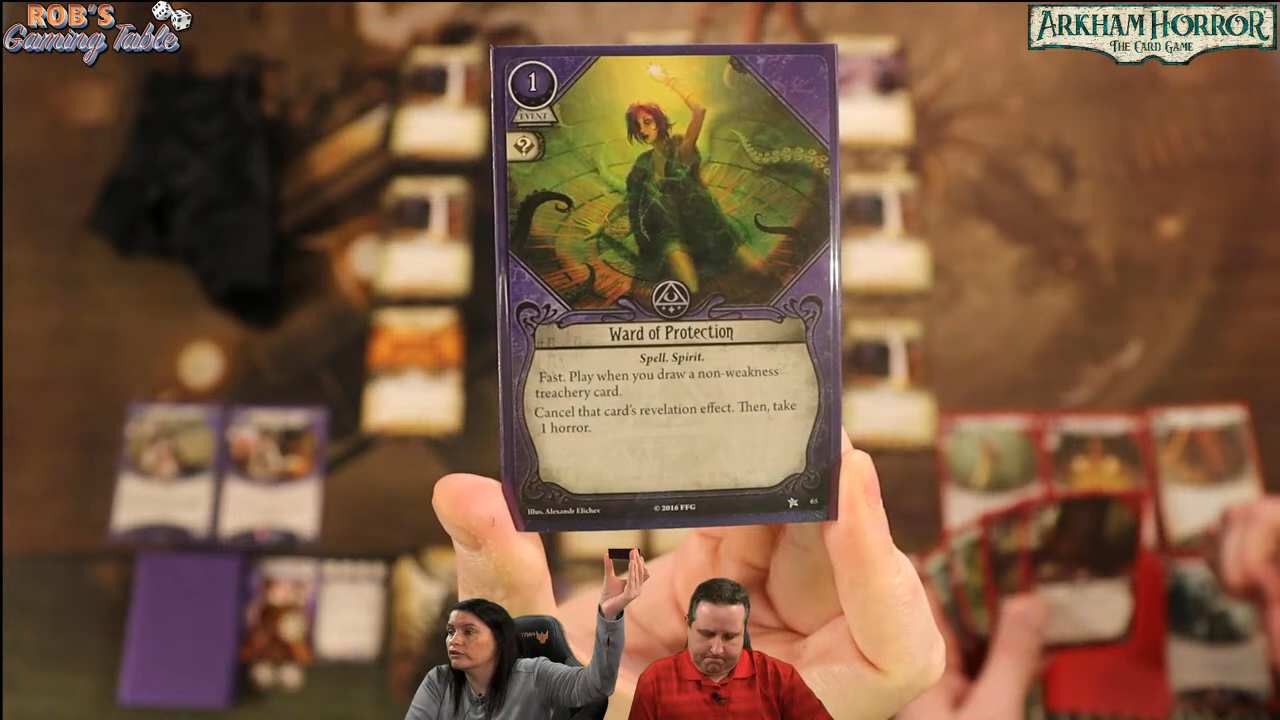 ROB'S
Gaming Table
ARKHAM HORROR
THE CARD GAME
1
EVENT
?
Ward of Protection
Spell. Spirit.
Fast. Play when you draw a non-weakness
treachery card.
Cancel that card's revelation effect. Then, take
1 horror.
Illus. Alexandr Elichev
© 2016 FFG
65